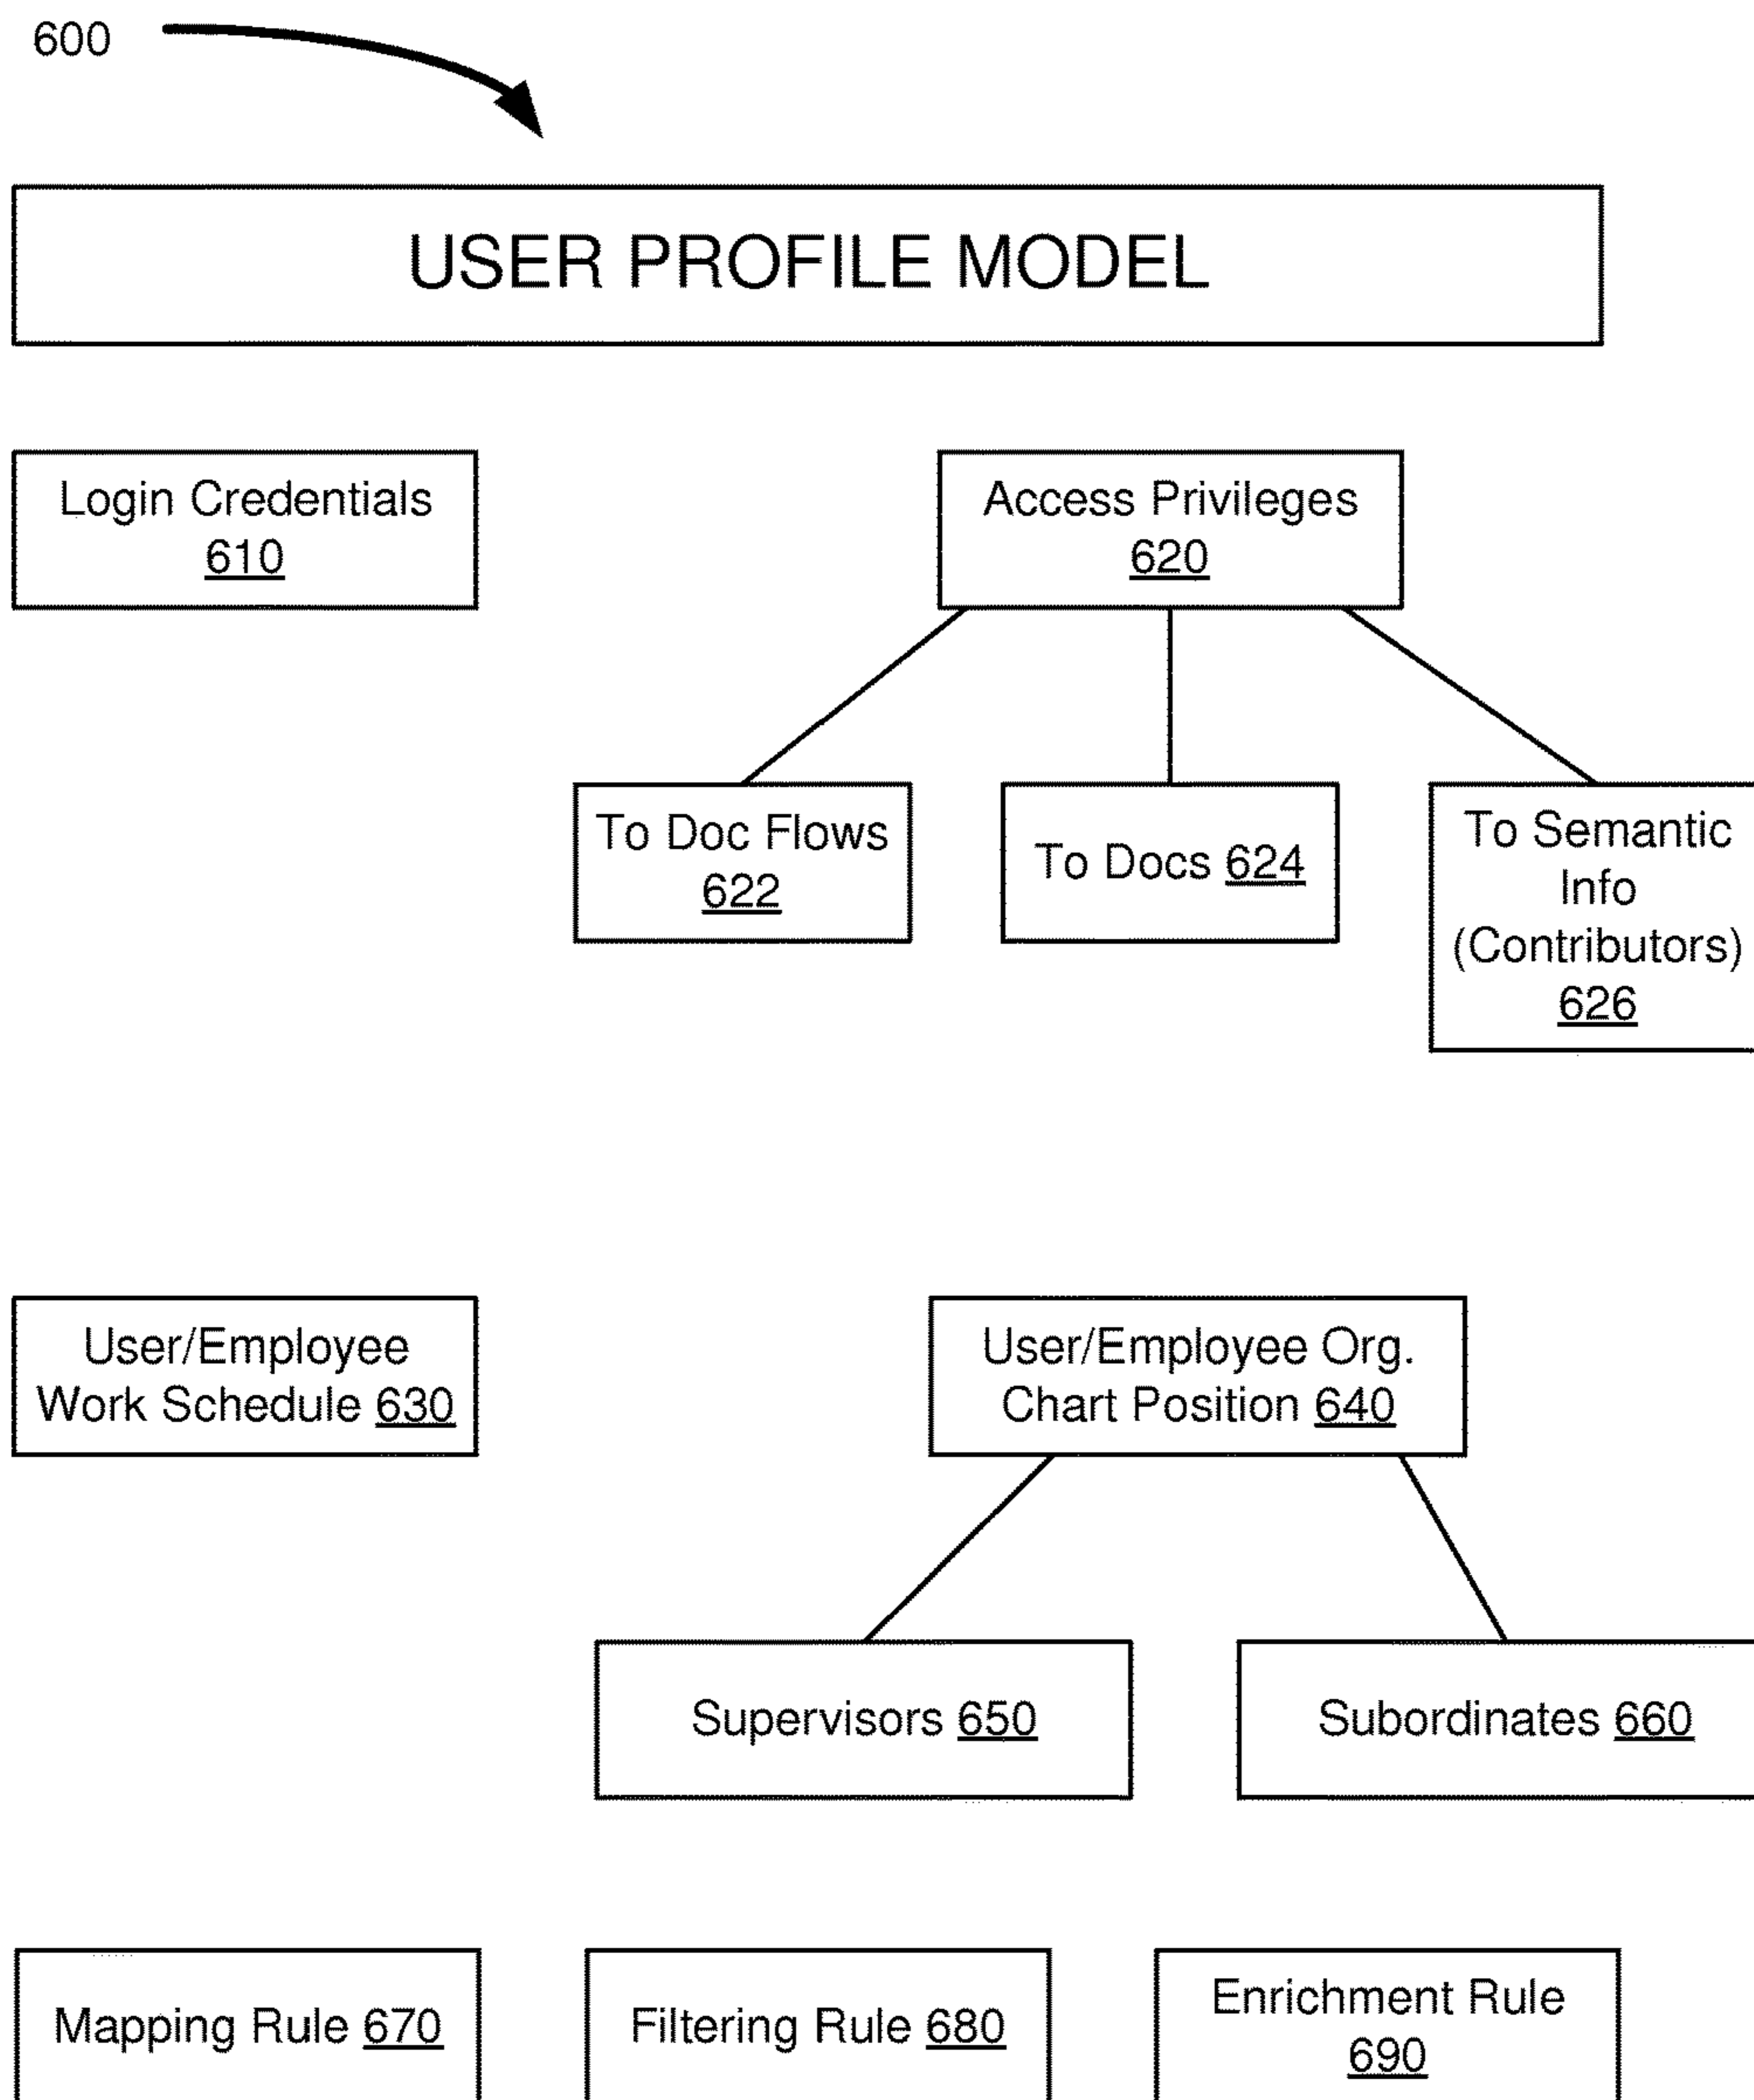 600
USER PROFILE MODEL
Login Credentials
610
Access Privileges
620
To Doc Flows
622
To Docs 624
To Semantic
Info
(Contributors)
626
User/Employee
Work Schedule 630
User/Employee Org.
Chart Position 640
Supervisors 650
Subordinates 660
Mapping Rule 670
Filtering Rule 680
Enrichment Rule
690